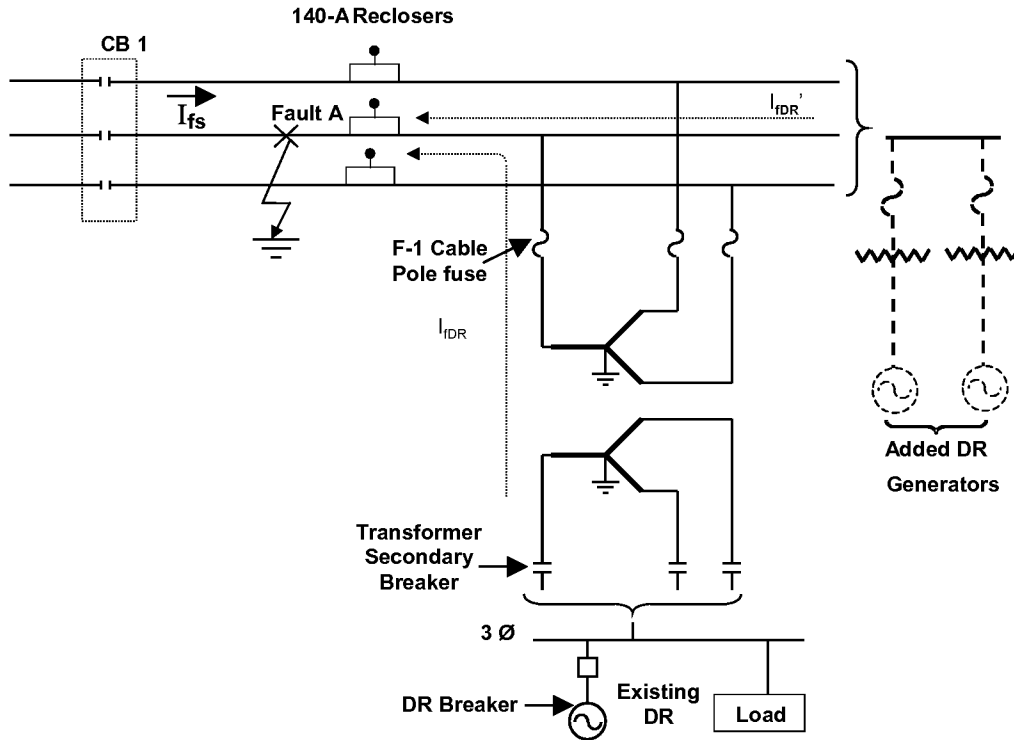 140-A Reclosers
CB 1
Ifs
Fault A
IfDR'
F-1 Cable
Pole fuse
IfDR
Added DR
Generators
Transformer
Secondary
Breaker
3 Ø
DR Breaker
Existing
DR
Load